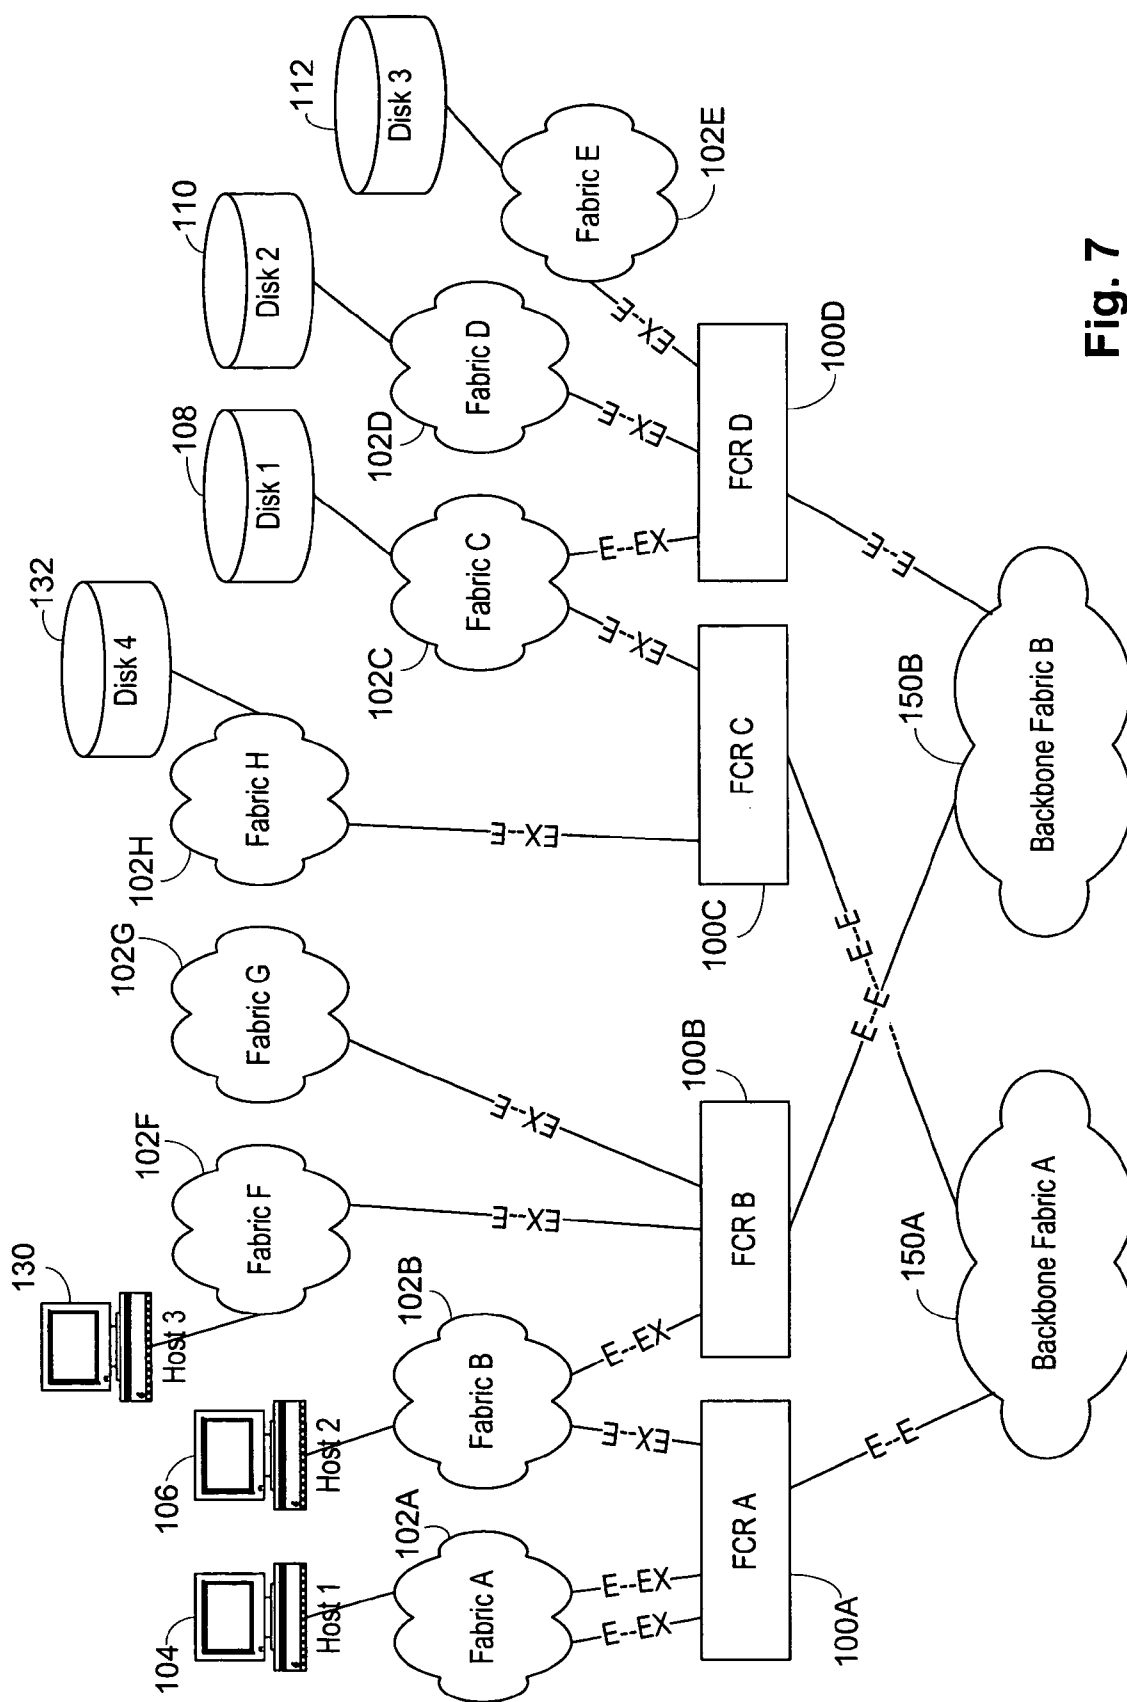 130
Host 3
104
Host 1
106
Host 2
102F
Fabric F
102G
Fabric G
102H
Fabric H
132
Disk 4
108
Disk 1
110
Disk 2
112
Disk 3
102A
Fabric A
102B
Fabric B
102C
Fabric C
102D
Fabric D
102E
Fabric E
E--EX
E--EX
E--EX
E--EX
E--EX
E--EX
E--EX
E--EX
E--EX
E--EX
E--EX
100A
FCR A
100B
FCR B
100C
FCR C
100D
FCR D
E--E
E--E
E--E
E--E
150A
Backbone Fabric A
150B
Backbone Fabric B
Fig. 7